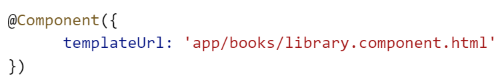 @Component({
templateUrl: 'app/books/library.component.html'
})